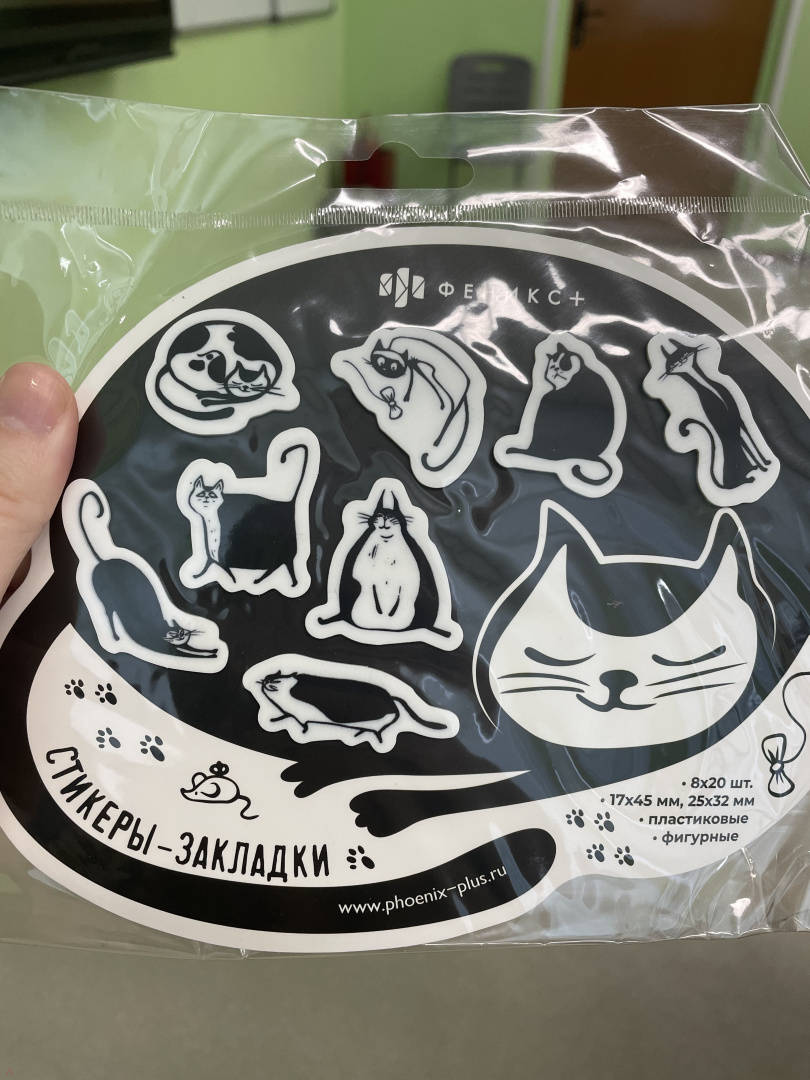 ФЕНИКС+
СТИКЕРЫ-ЗАКЛАДКИ
• 8х20 шт.
• 17х45 мм, 25х32 мм
• пластиковые
• фигурные
www.phoenix-plus.ru